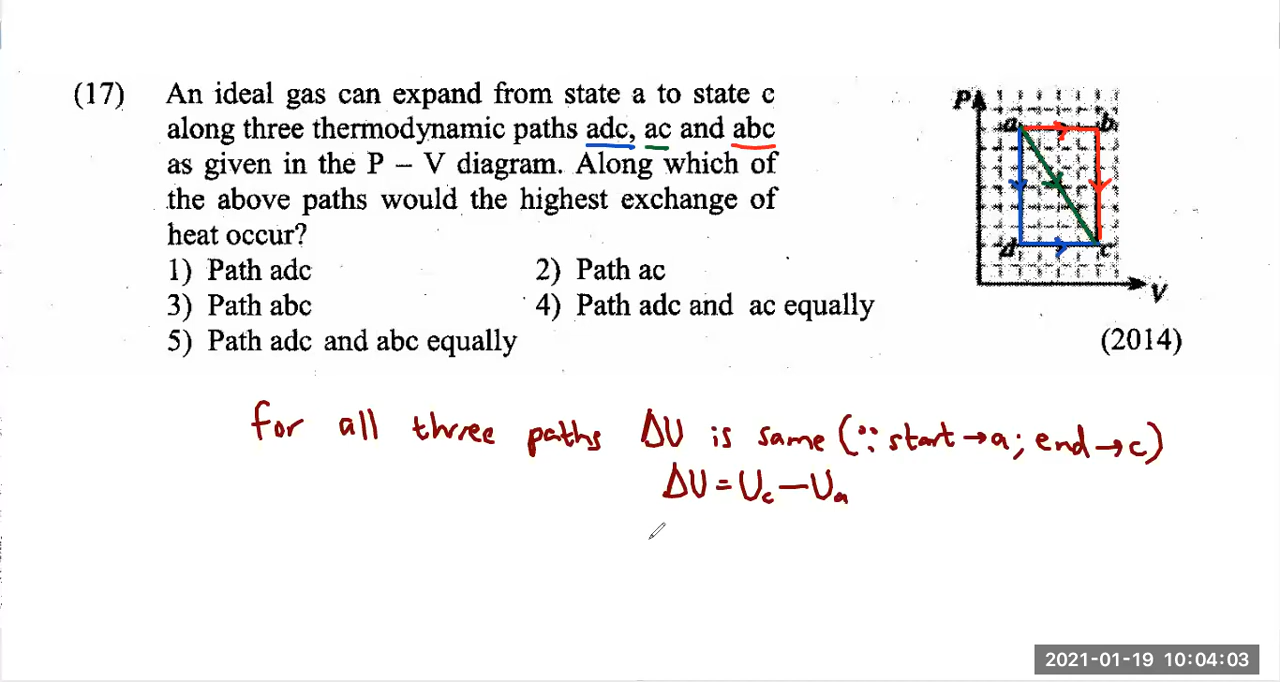 (17) An ideal gas can expand from state a to state c
along three thermodynamic paths adc, ac and abc
as given in the P – V diagram. Along which of
the above paths would the highest exchange of
heat occur?
1) Path adc 2) Path ac
3) Path abc 4) Path adc and ac equally
5) Path adc and abc equally (2014)
P
a b
d c
V
for all three paths ΔU is same (∵ start→a; end→c)
ΔU = Uc – Ua
2021-01-19 10:04:03